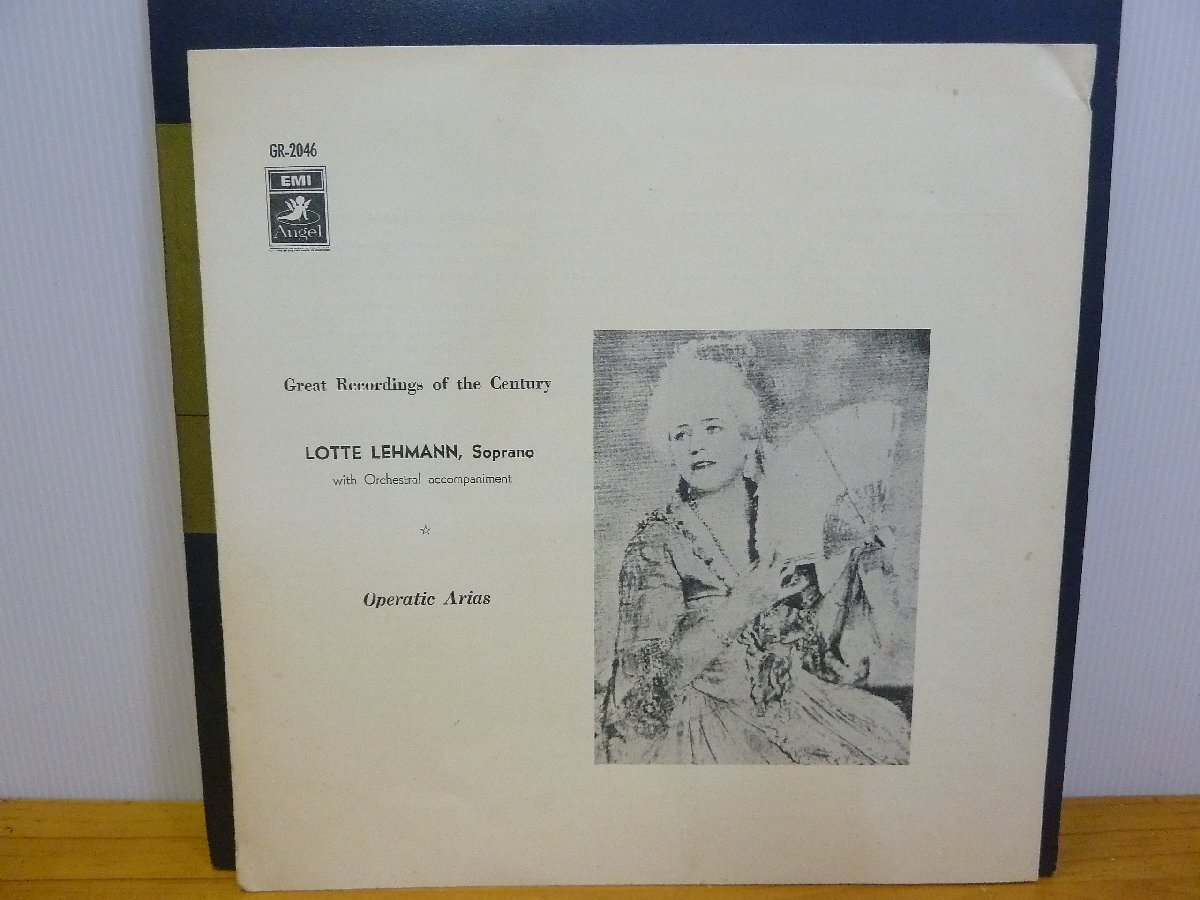 GR-2046
EMI
Angel
Great Recordings of the Century
LOTTE LEHMANN, Soprano
with Orchestral accompaniment
☆
Operatic Arias